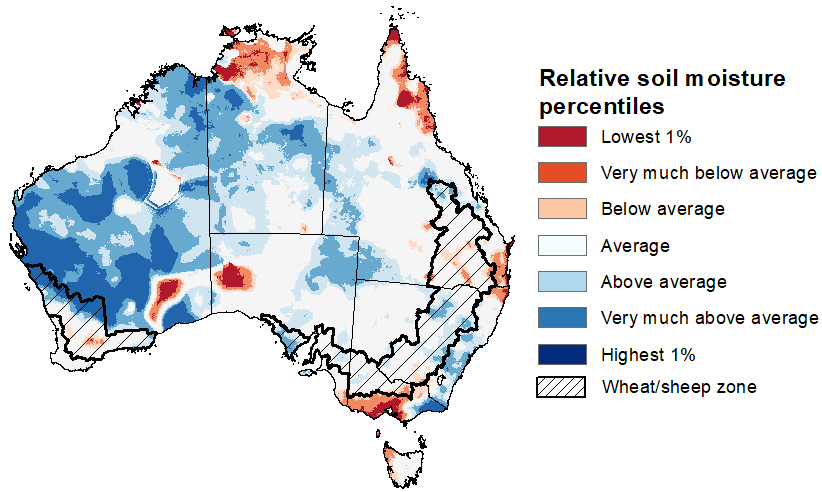 Relative soil moisture
percentiles
Lowest 1%
Very much below average
Below average
Average
Above average
Very much above average
Highest 1%
Wheat/sheep zone